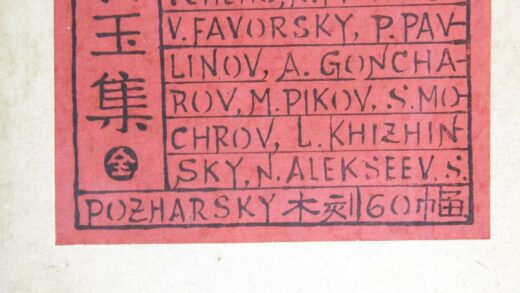 玉集
全
V. FAVORSKY, P. PAV-
LINOV, A. GONCHA-
ROV, M. PIKOV, S. MO-
CHROV, L. KHIZHIN-
SKY, N. ALEKSEEV, S.
POZHARSKY 木刻 60幅